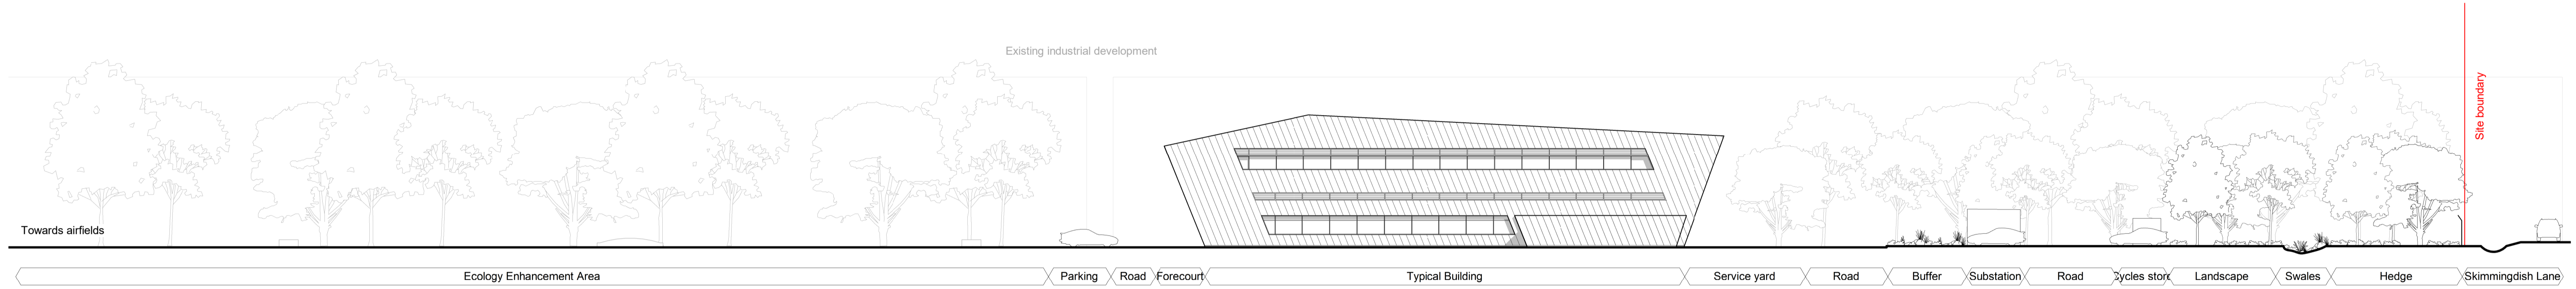 Existing industrial development
Site boundary
Towards airfields
Ecology Enhancement Area
Parking
Road
Forecourt
Typical Building
Service yard
Road
Buffer
Substation
Road
Cycles store
Landscape
Swales
Hedge
Skimmingdish Lane